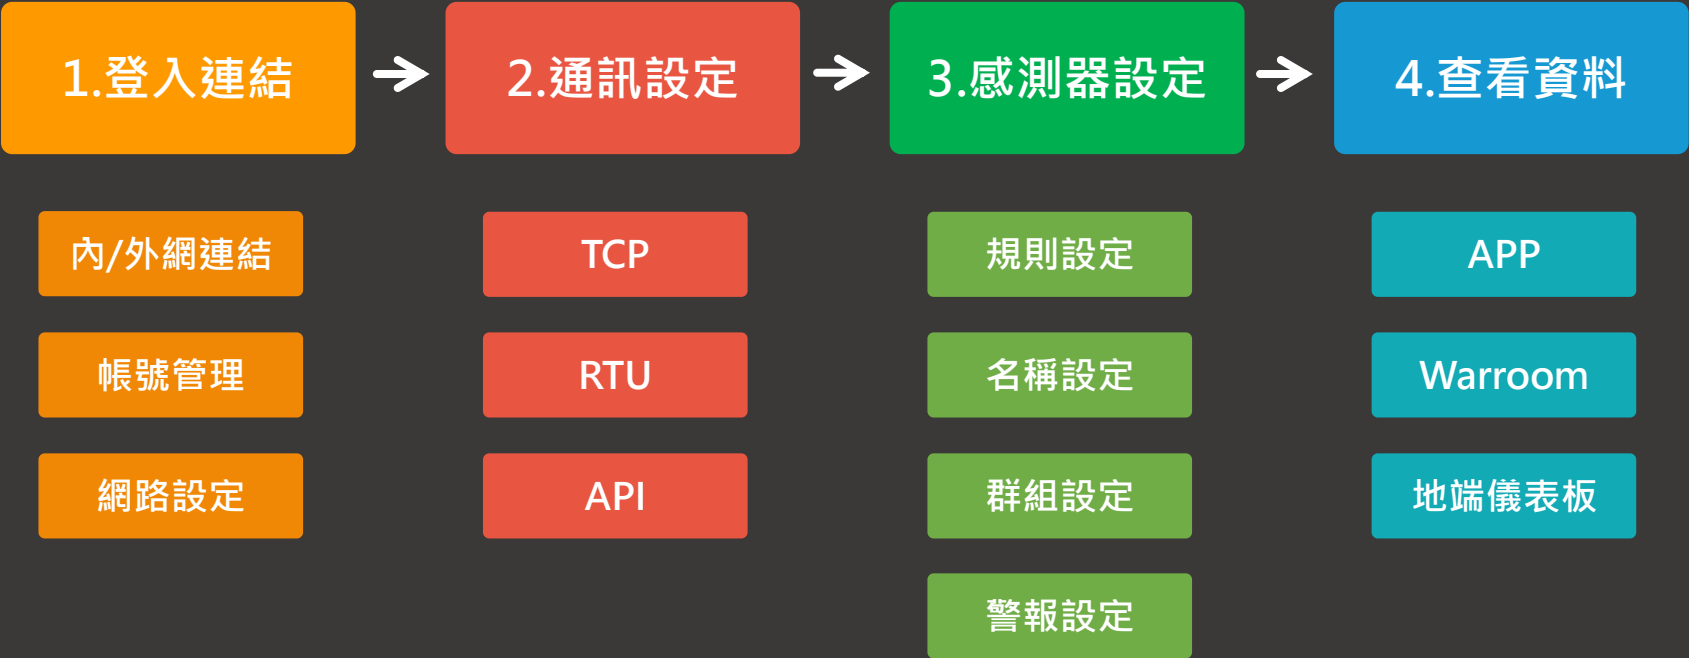 1.登入連結
2.通訊設定
3.感測器設定
4.查看資料
內/外網連結
帳號管理
網路設定
TCP
RTU
API
規則設定
名稱設定
群組設定
警報設定
APP
Warroom
地端儀表板